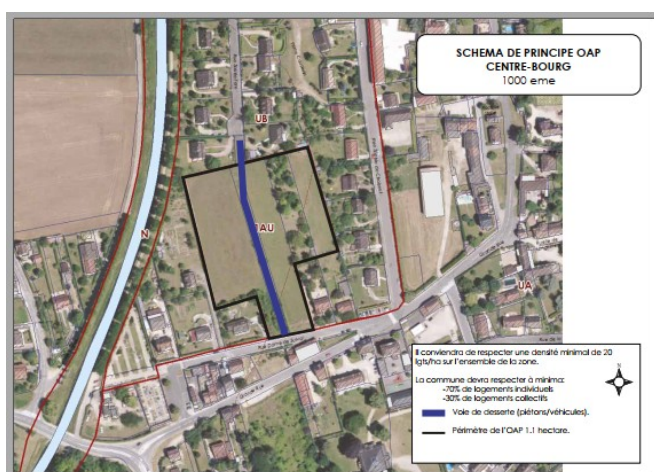 SCHEMA DE PRINCIPE OAP
CENTRE-BOURG
1000 eme
UB
1AU
N
UA
Il conviendra de respecter une densité minimal de 20
lgts/ha sur l'ensemble de la zone.
La commune devra respecter à minima:
-70% de logements individuels
-30% de logements collectifs
Voie de desserte (piétons/véhicules).
Périmètre de l'OAP 1.1 hectare.